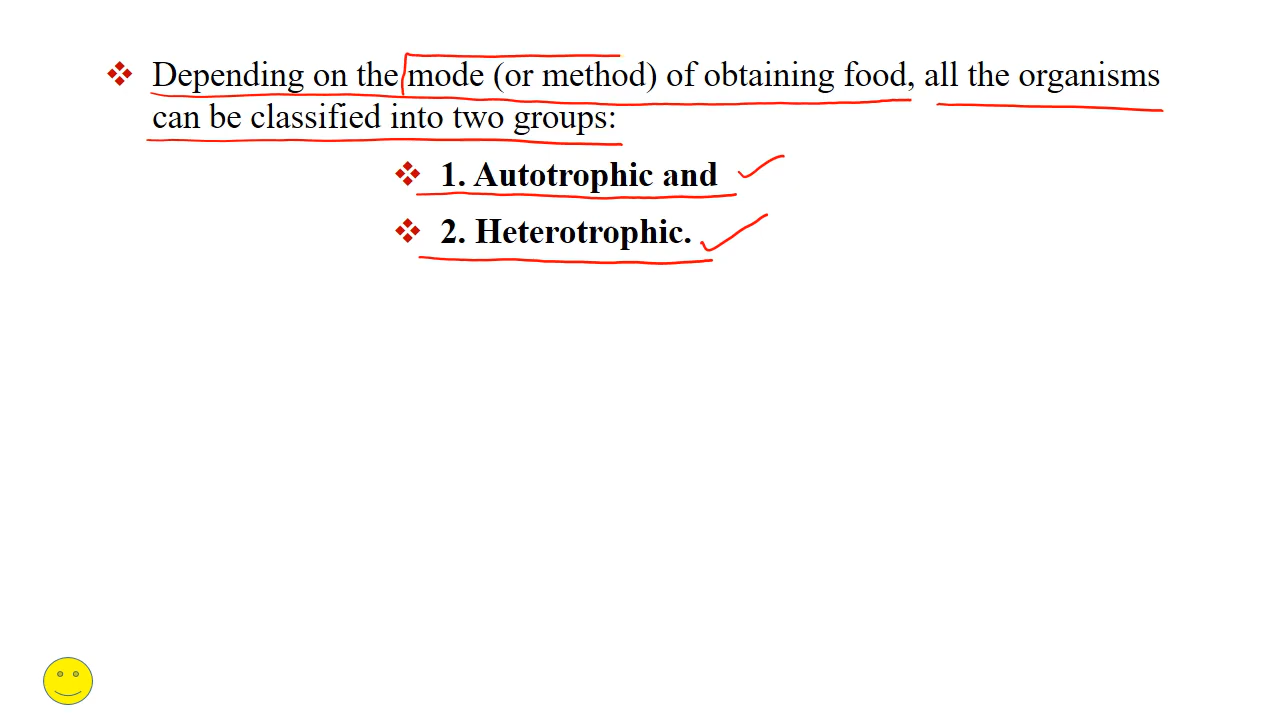 Depending on the mode (or method) of obtaining food, all the organisms
can be classified into two groups:
1. Autotrophic and
2. Heterotrophic.